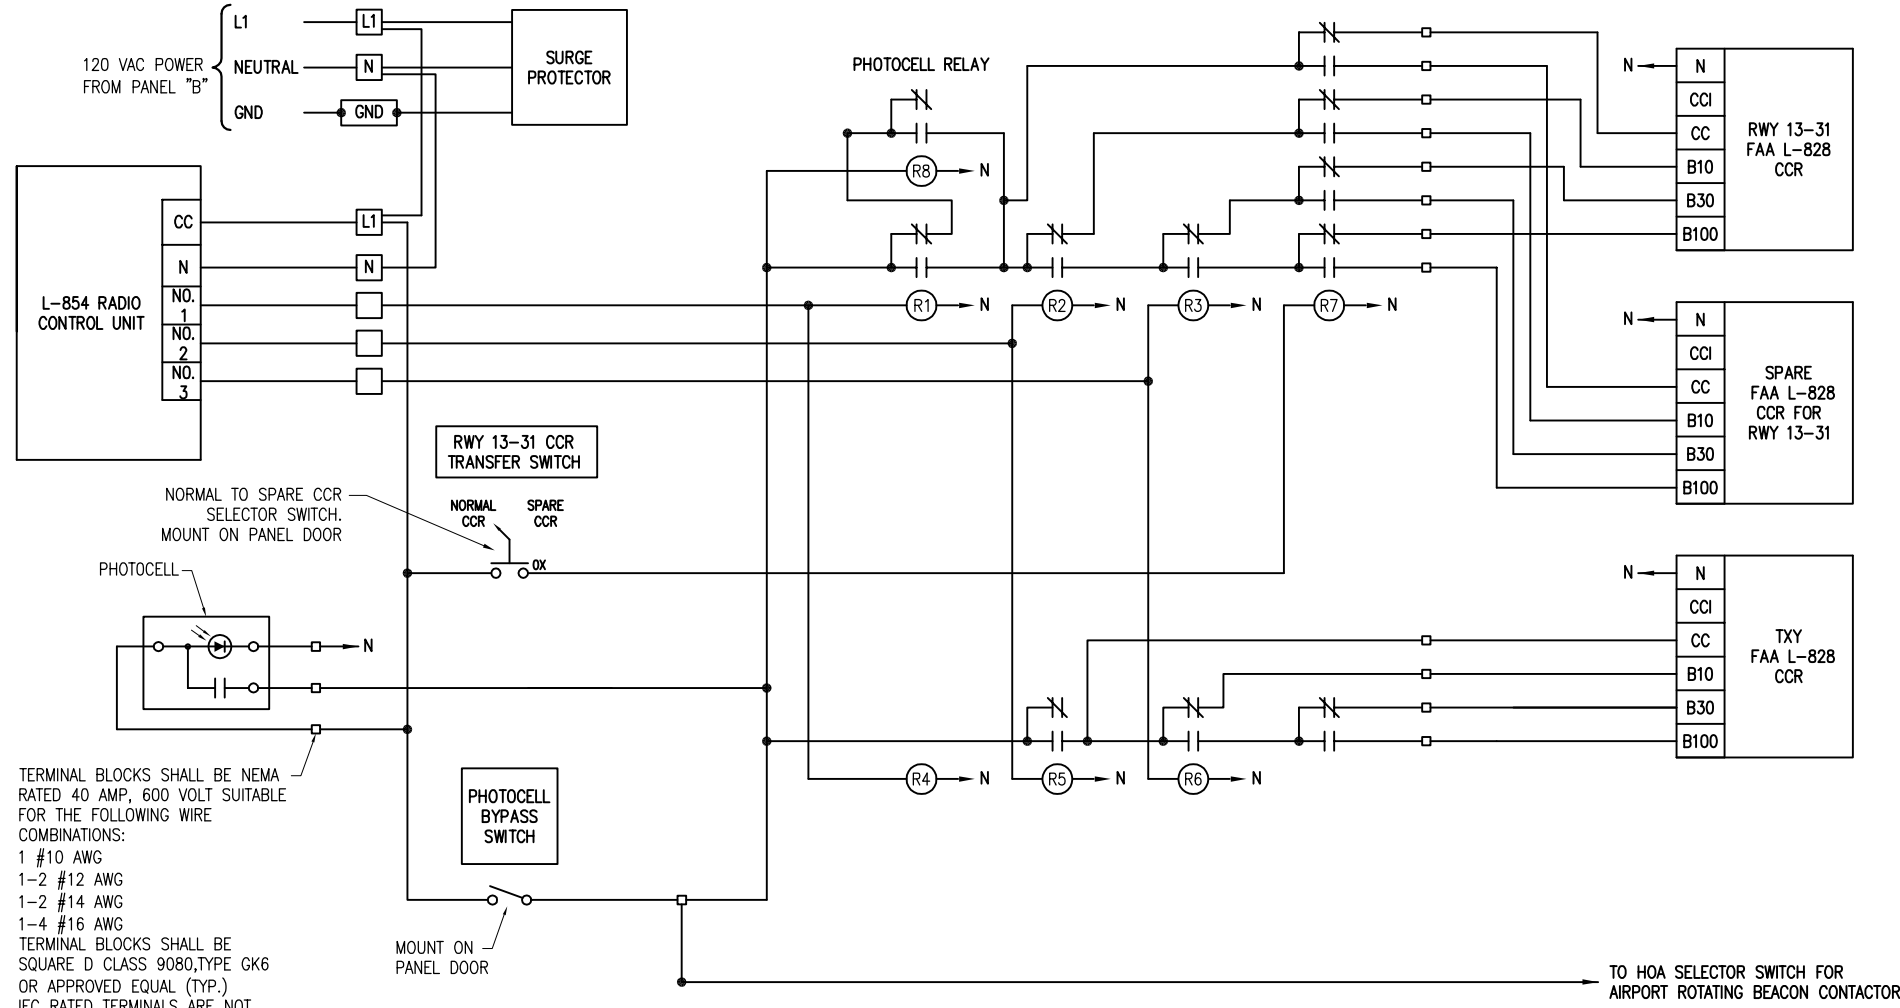 L1
L1
120 VAC POWER
FROM PANEL "B"
NEUTRAL
N
GND
GND
SURGE
PROTECTOR
PHOTOCELL RELAY
R8
N
L-854 RADIO
CONTROL UNIT
CC
L1
N
N
NO.
1
NO.
2
NO.
3
R1
N
R2
N
R3
N
R7
N
N
N
CCI
CC
B10
B30
B100
RWY 13-31
FAA L-828
CCR
N
N
CCI
CC
B10
B30
B100
SPARE
FAA L-828
CCR FOR
RWY 13-31
RWY 13-31 CCR
TRANSFER SWITCH
NORMAL TO SPARE CCR
SELECTOR SWITCH.
MOUNT ON PANEL DOOR
NORMAL
CCR
SPARE
CCR
OX
PHOTOCELL
N
N
N
CCI
CC
B10
B30
B100
TXY
FAA L-828
CCR
R4
N
R5
N
R6
N
PHOTOCELL
BYPASS
SWITCH
MOUNT ON
PANEL DOOR
TERMINAL BLOCKS SHALL BE NEMA
RATED 40 AMP, 600 VOLT SUITABLE
FOR THE FOLLOWING WIRE
COMBINATIONS:
1 #10 AWG
1-2 #12 AWG
1-2 #14 AWG
1-4 #16 AWG
TERMINAL BLOCKS SHALL BE
SQUARE D CLASS 9080,TYPE GK6
OR APPROVED EQUAL (TYP.)
IEC RATED TERMINALS ARE NOT
TO HOA SELECTOR SWITCH FOR
AIRPORT ROTATING BEACON CONTACTOR